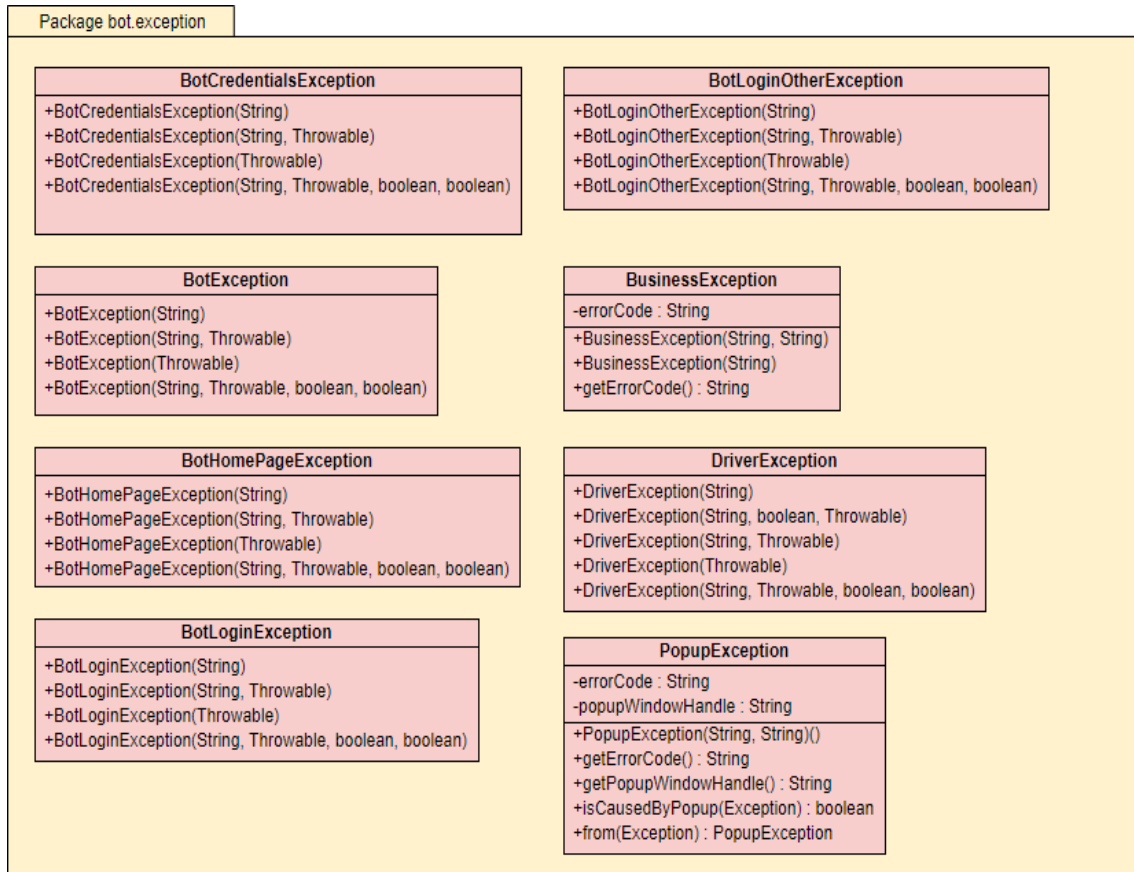 Package bot.exception
BotCredentialsException
+BotCredentialsException(String)
+BotCredentialsException(String, Throwable)
+BotCredentialsException(Throwable)
+BotCredentialsException(String, Throwable, boolean, boolean)
BotLoginOtherException
+BotLoginOtherException(String)
+BotLoginOtherException(String, Throwable)
+BotLoginOtherException(Throwable)
+BotLoginOtherException(String, Throwable, boolean, boolean)
BotException
+BotException(String)
+BotException(String, Throwable)
+BotException(Throwable)
+BotException(String, Throwable, boolean, boolean)
BusinessException
-errorCode : String
+BusinessException(String, String)
+BusinessException(String)
+getErrorCode() : String
BotHomePageException
+BotHomePageException(String)
+BotHomePageException(String, Throwable)
+BotHomePageException(Throwable)
+BotHomePageException(String, Throwable, boolean, boolean)
DriverException
+DriverException(String)
+DriverException(String, boolean, Throwable)
+DriverException(String, Throwable)
+DriverException(Throwable)
+DriverException(String, Throwable, boolean, boolean)
BotLoginException
+BotLoginException(String)
+BotLoginException(String, Throwable)
+BotLoginException(Throwable)
+BotLoginException(String, Throwable, boolean, boolean)
PopupException
-errorCode : String
-popupWindowHandle : String
+PopupException(String, String)()
+getErrorCode() : String
+getPopupWindowHandle() : String
+isCausedByPopup(Exception) : boolean
+from(Exception) : PopupException